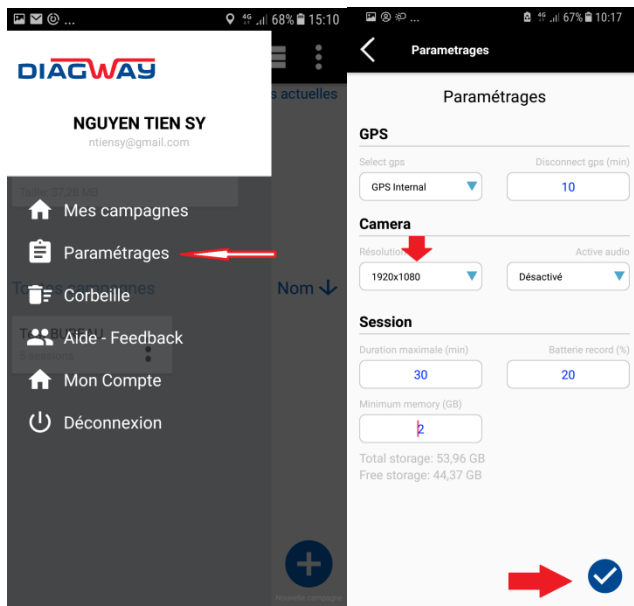 ... 4G 68% 15:10
DIAGWAY
s actuelles
NGUYEN TIEN SY
ntiensy@gmail.com
Taille: 37,28 MB
Mes campagnes
Paramétrages
Toutes campagnes
Nom
Corbeille
BUREAU
Aide - Feedback
5 sessions
Mon Compte
Déconnexion
Nouvelle campagne
... 4G 67% 10:17
Parametrages
Paramétrages
GPS
Select gps Disconnect gps (min)
GPS Internal 10
Camera
Résolution Active audio
1920x1080 Désactivé
Session
Duration maximale (min) Batterie record (%)
30 20
Minimum memory (GB)
2
Total storage: 53,96 GB
Free storage: 44,37 GB